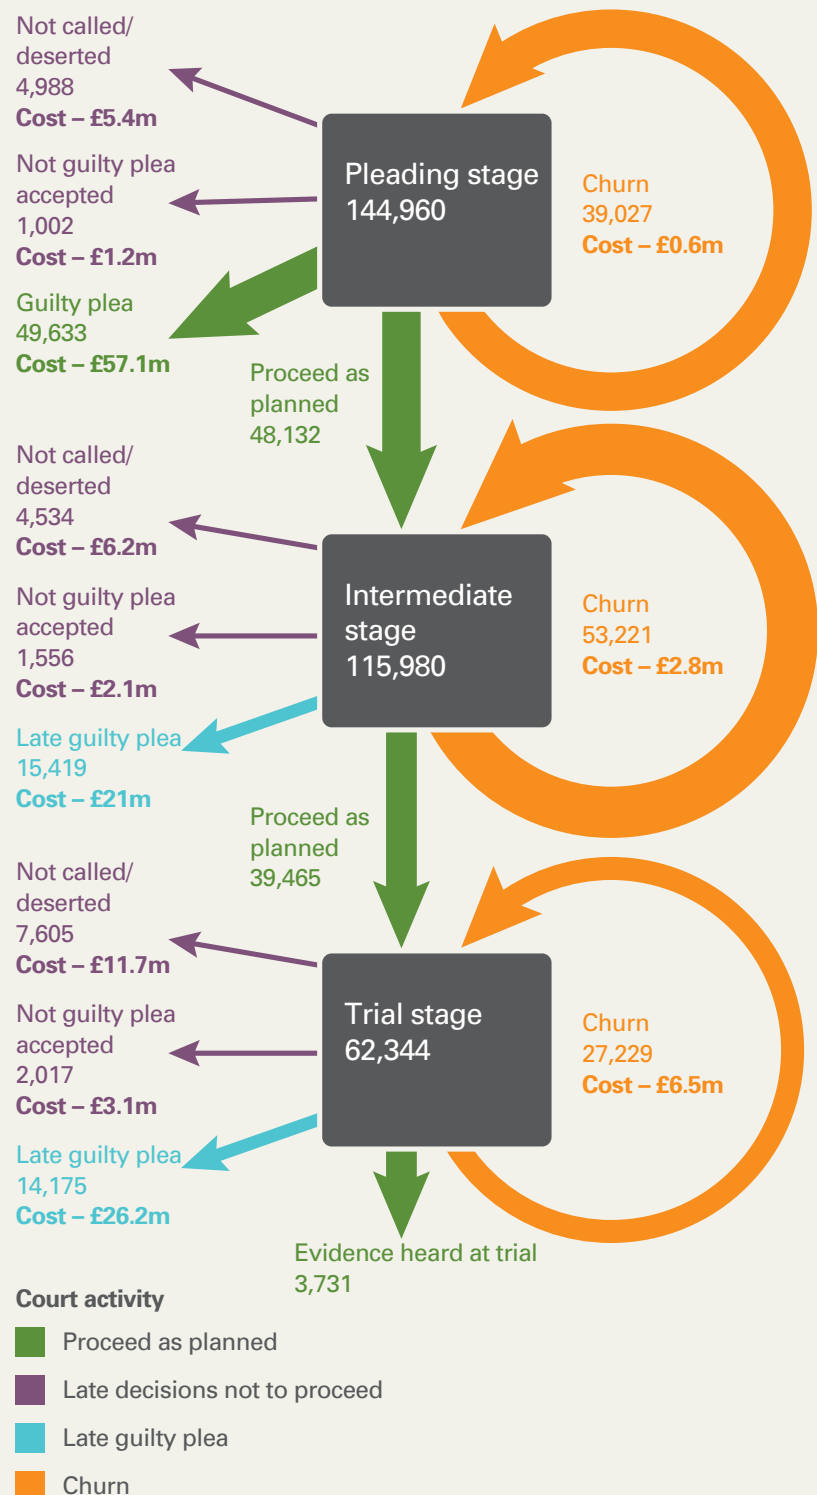 Not called/
deserted
4,988
Cost – £5.4m
Not guilty plea
accepted
1,002
Cost – £1.2m
Guilty plea
49,633
Cost – £57.1m
Pleading stage
144,960
Churn
39,027
Cost – £0.6m
Proceed as
planned
48,132
Not called/
deserted
4,534
Cost – £6.2m
Not guilty plea
accepted
1,556
Cost – £2.1m
Late guilty plea
15,419
Cost – £21m
Intermediate
stage
115,980
Churn
53,221
Cost – £2.8m
Proceed as
planned
39,465
Not called/
deserted
7,605
Cost – £11.7m
Not guilty plea
accepted
2,017
Cost – £3.1m
Late guilty plea
14,175
Cost – £26.2m
Trial stage
62,344
Churn
27,229
Cost – £6.5m
Evidence heard at trial
3,731
Court activity
Proceed as planned
Late decisions not to proceed
Late guilty plea
Churn